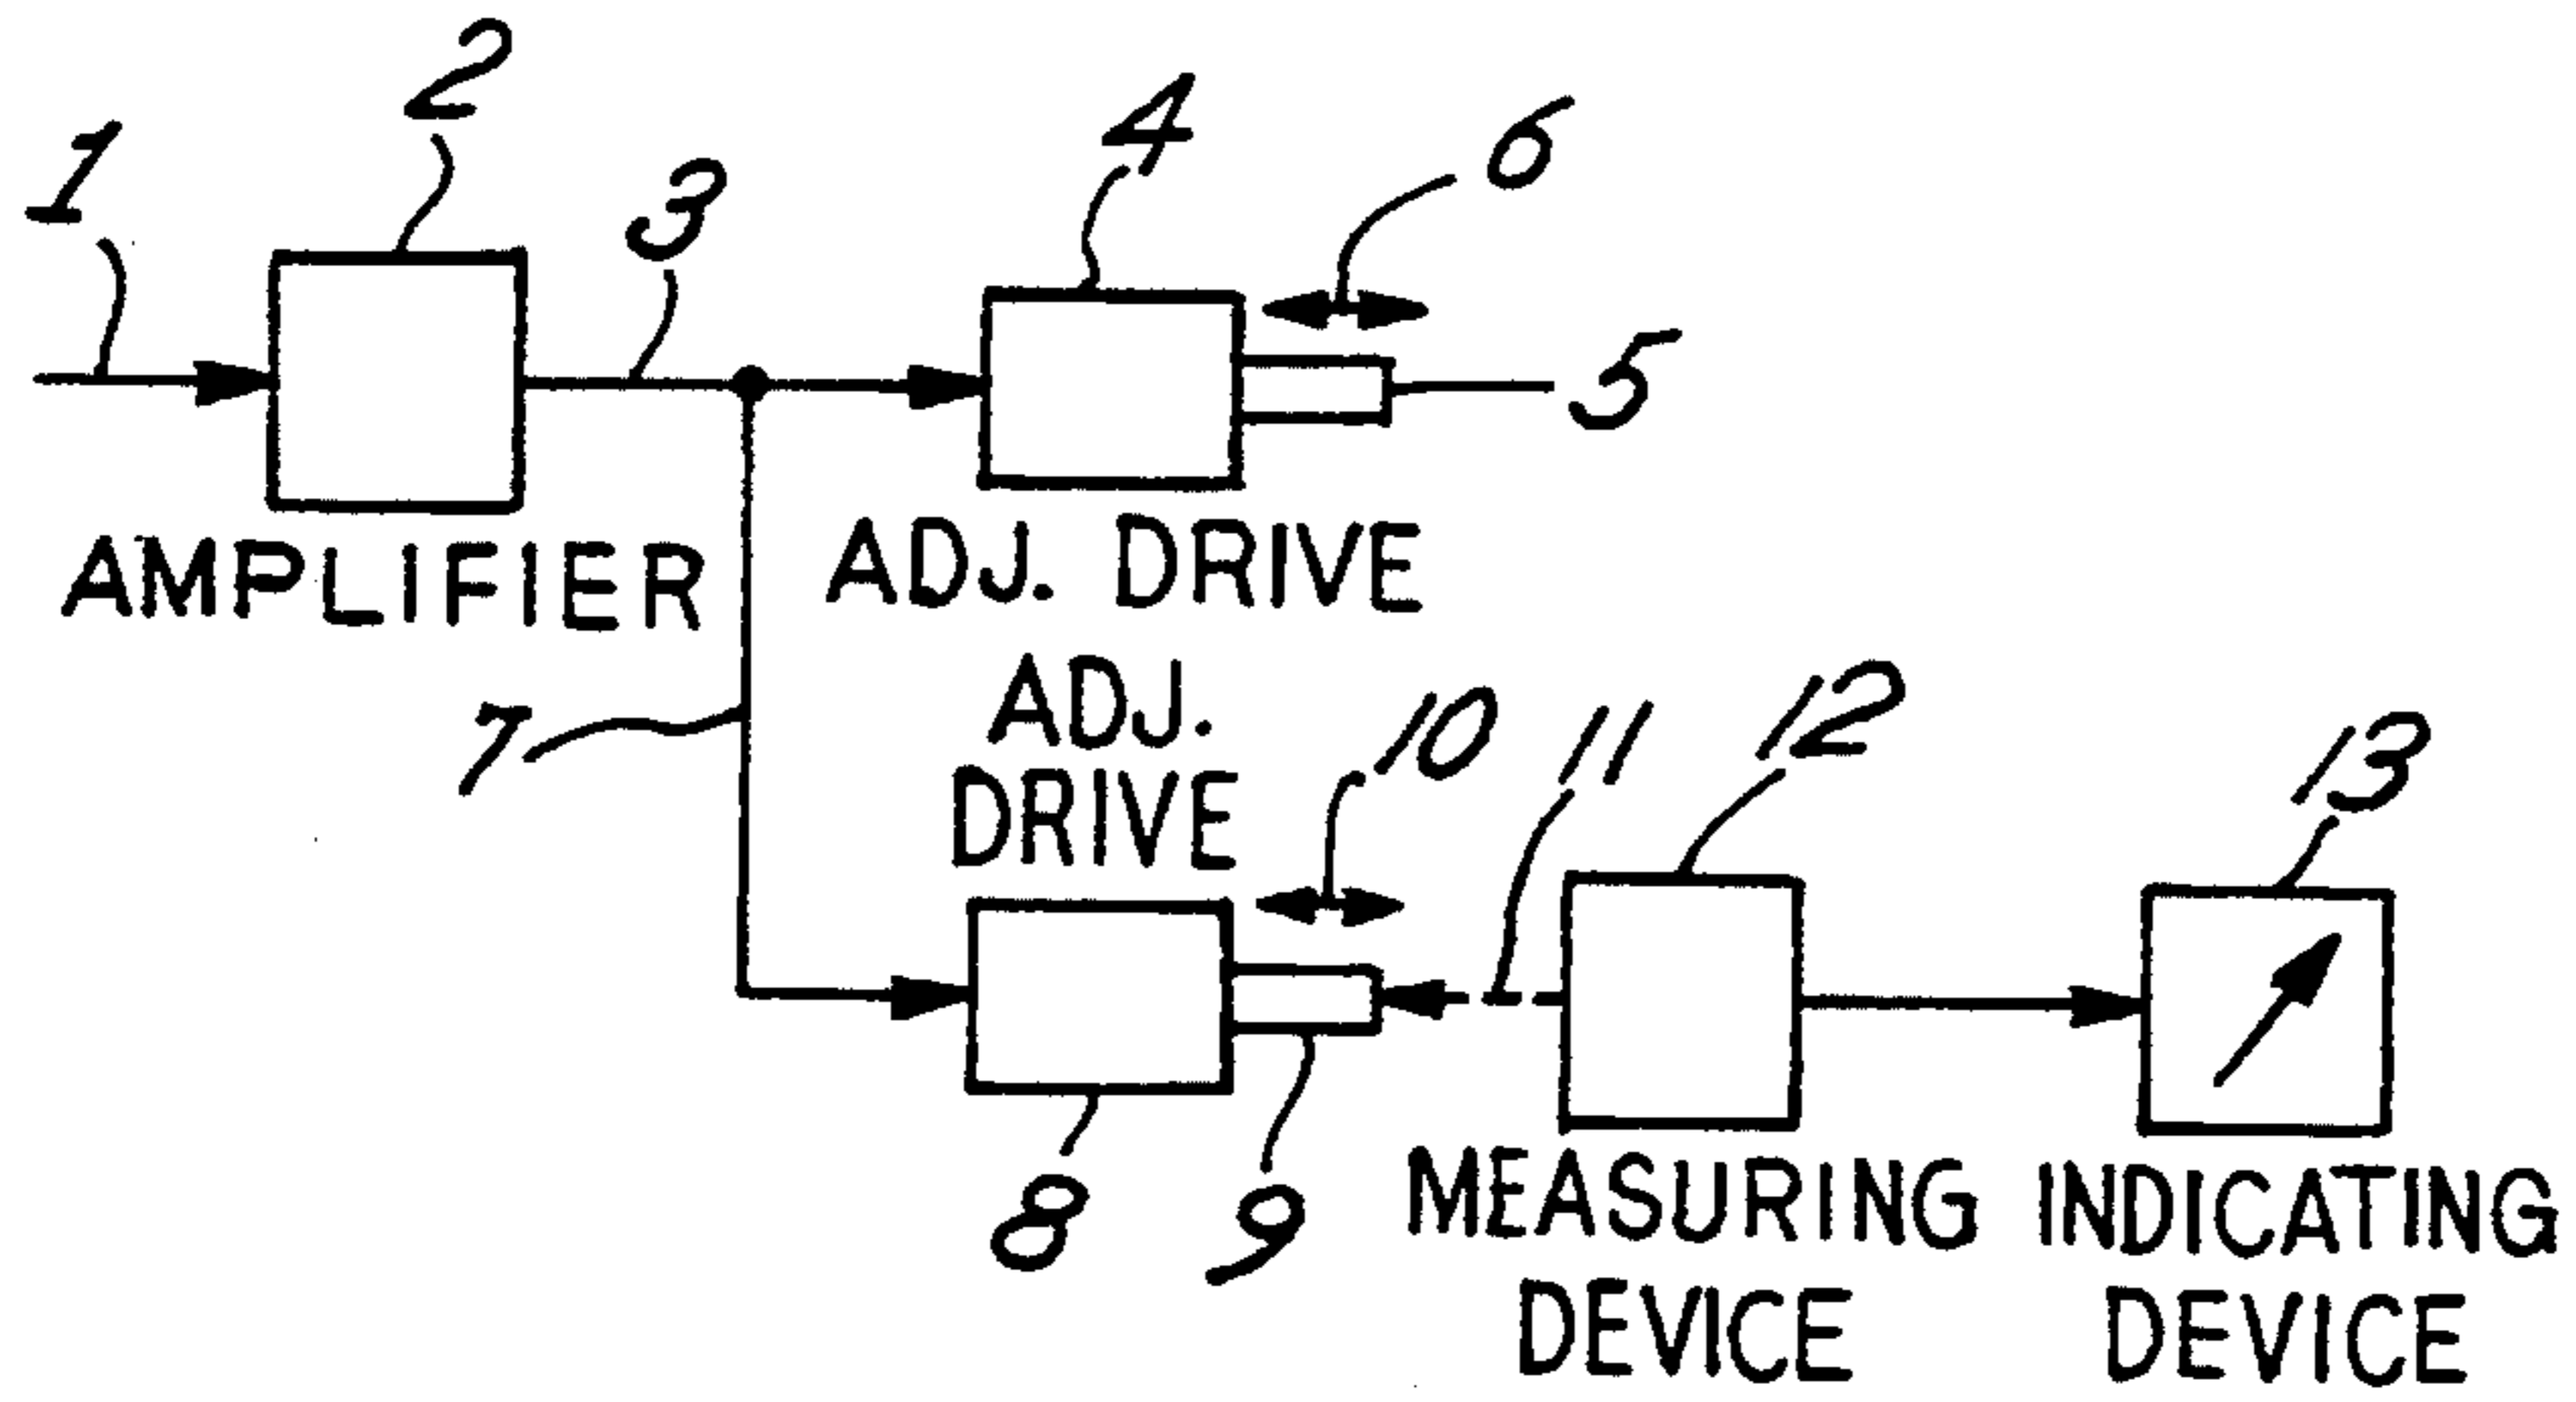 1
2
3
4
6
5
AMPLIFIER
ADJ. DRIVE
7
ADJ.
DRIVE
10
11
12
13
8
9
MEASURING
DEVICE
INDICATING
DEVICE